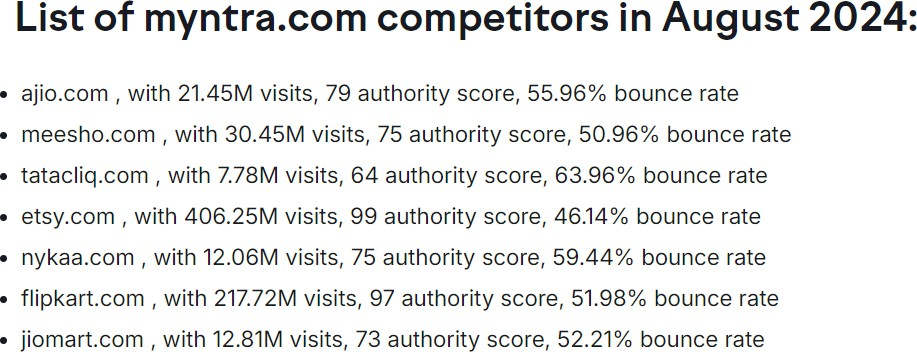 List of myntra.com competitors in August 2024:
• ajio.com , with 21.45M visits, 79 authority score, 55.96% bounce rate
• meesho.com , with 30.45M visits, 75 authority score, 50.96% bounce rate
• tatacliq.com , with 7.78M visits, 64 authority score, 63.96% bounce rate
• etsy.com , with 406.25M visits, 99 authority score, 46.14% bounce rate
• nykaa.com , with 12.06M visits, 75 authority score, 59.44% bounce rate
• flipkart.com , with 217.72M visits, 97 authority score, 51.98% bounce rate
• jiomart.com , with 12.81M visits, 73 authority score, 52.21% bounce rate